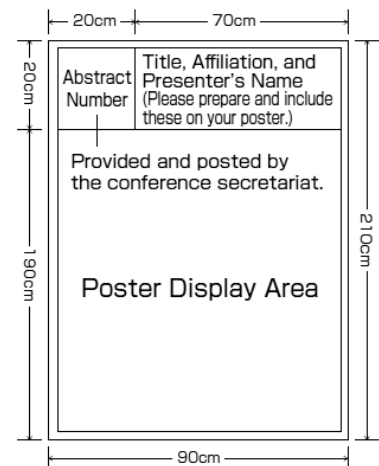 20cm
70cm
20cm
Abstract
Number
Title, Affiliation, and
Presenter's Name
(Please prepare and include
these on your poster.)
Provided and posted by
the conference secretariat.
190cm
210cm
Poster Display Area
90cm